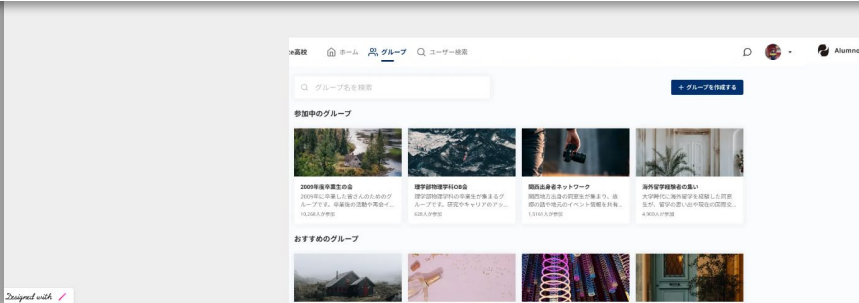 ce高校 ホーム グループ ユーザー検索 Alumne
グループ名を検索
+ グループを作成する
参加中のグループ
2009年度卒業生の会
2009年に卒業した皆さんのためのグ
ループです。卒業後の活動や再会イ...
10,268人が参加
理学部物理学科OB会
理学部物理学科の卒業生が集まるグ
ループです。研究やキャリアのアッ...
628人が参加
関西出身者ネットワーク
関西地方出身の同窓生が集まり、故
郷の話や地元のイベント情報を共有...
人が参加
海外留学経験者の集い
大学時代に海外留学を経験した同窓
生が、留学の思い出や現在の国際交...
4,903人が参加
おすすめのグループ
Designed with